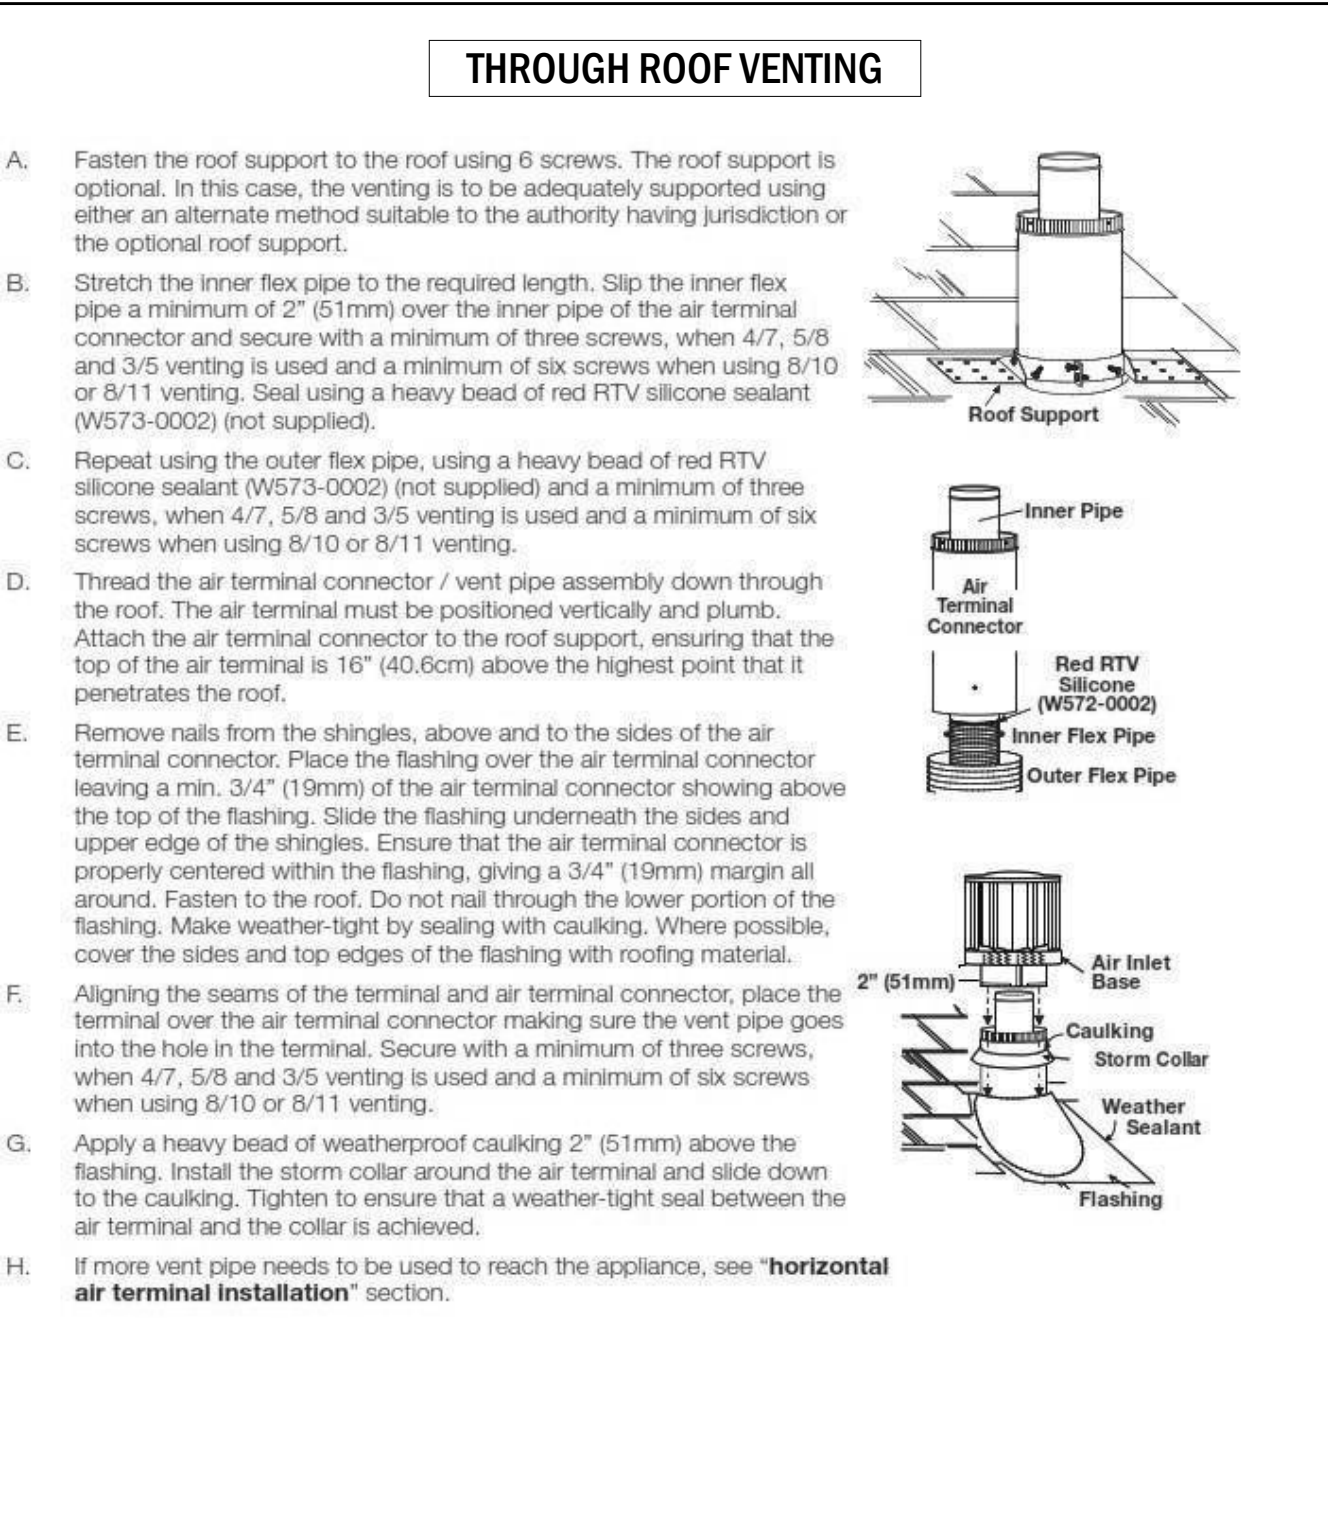 THROUGH ROOF VENTING
A. Fasten the roof support to the roof using 6 screws. The roof support is
optional. In this case, the venting is to be adequately supported using
either an alternate method suitable to the authority having jurisdiction or
the optional roof support.
B. Stretch the inner flex pipe to the required length. Slip the inner flex
pipe a minimum of 2” (51mm) over the inner pipe of the air terminal
connector and secure with a minimum of three screws, when 4/7, 5/8
and 3/5 venting is used and a minimum of six screws when using 8/10
or 8/11 venting. Seal using a heavy bead of red RTV silicone sealant
(W573-0002) (not supplied).
C. Repeat using the outer flex pipe, using a heavy bead of red RTV
silicone sealant (W573-0002) (not supplied) and a minimum of three
screws, when 4/7, 5/8 and 3/5 venting is used and a minimum of six
screws when using 8/10 or 8/11 venting.
D. Thread the air terminal connector / vent pipe assembly down through
the roof. The air terminal must be positioned vertically and plumb.
Attach the air terminal connector to the roof support, ensuring that the
top of the air terminal is 16” (40.6cm) above the highest point that it
penetrates the roof.
E. Remove nails from the shingles, above and to the sides of the air
terminal connector. Place the flashing over the air terminal connector
leaving a min. 3/4” (19mm) of the air terminal connector showing above
the top of the flashing. Slide the flashing underneath the sides and
upper edge of the shingles. Ensure that the air terminal connector is
properly centered within the flashing, giving a 3/4” (19mm) margin all
around. Fasten to the roof. Do not nail through the lower portion of the
flashing. Make weather-tight by sealing with caulking. Where possible,
cover the sides and top edges of the flashing with roofing material.
F. Aligning the seams of the terminal and air terminal connector, place the
terminal over the air terminal connector making sure the vent pipe goes
into the hole in the terminal. Secure with a minimum of three screws,
when 4/7, 5/8 and 3/5 venting is used and a minimum of six screws
when using 8/10 or 8/11 venting.
G. Apply a heavy bead of weatherproof caulking 2” (51mm) above the
flashing. Install the storm collar around the air terminal and slide down
to the caulking. Tighten to ensure that a weather-tight seal between the
air terminal and the collar is achieved.
H. If more vent pipe needs to be used to reach the appliance, see “horizontal
air terminal installation” section.
Roof Support
Inner Pipe
Air
Terminal
Connector
Red RTV
Silicone
(W572-0002)
Inner Flex Pipe
Outer Flex Pipe
Air Inlet
Base
2” (51mm)
Caulking
Storm Collar
Weather
Sealant
Flashing